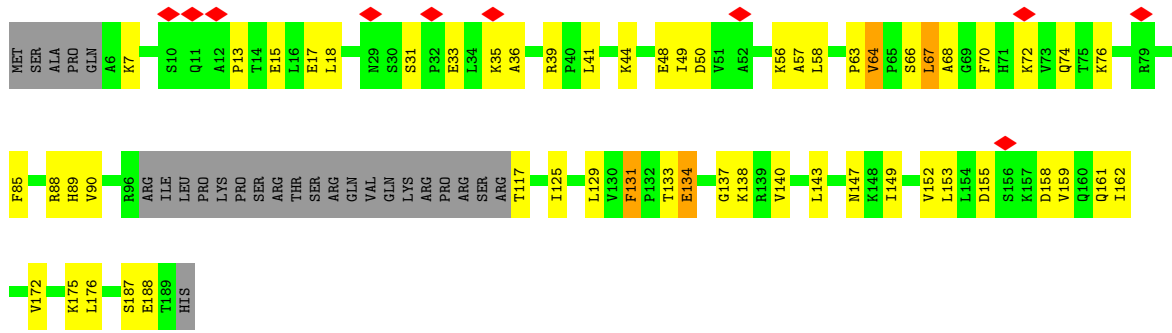 MET SER ALA PRO GLN A6 K7 S10 Q11 A12 P13 T14 E15 L16 E17 L18 N29 S30 S31 P32 E33 L34 K35 A36 R39 P40 L41 K44 E48 I49 D50 V51 A52 K56 A57 L58 P63 V64 P65 S66 L67 A68 G69 F70 H71 K72 V73 Q74 T75 K76 R79
F85 R88 H89 V90 R96 ARG ILE LEU PRO LYS PRO SER ARG THR SER ARG GLN VAL GLN LYS ARG PRO ARG SER ARG T117 I125 L129 V130 F131 P132 T133 E134 G137 K138 R139 V140 L143 N147 K148 I149 V152 L153 L154 D155 S156 K157 D158 V159 Q160 Q161 I162
V172 K175 L176 S187 E188 T189 HIS